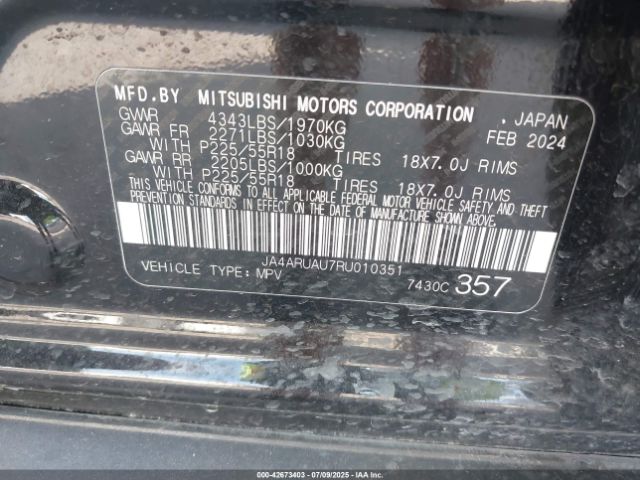 MFD.BY MITSUBISHI MOTORS CORPORATION . JAPAN
GVWR 4343LBS/1970KG FEB 2024
GAWR FR 2271LBS/1030KG
WITH P225/55R18 TIRES 18X7.0J RIMS
GAWR RR 2205LBS/1000KG
WITH P225/55R18 TIRES 18X7.0J RIMS
THIS VEHICLE CONFORMS TO ALL APPLICABLE FEDERAL MOTOR VEHICLE SAFETY AND THEFT
PREVENTION STANDARDS IN EFFECT ON THE DATE OF MANUFACTURE SHOWN ABOVE.
JA4ARUAU7RU010351
VEHICLE TYPE: MPV 7430C 357
000-42673403 | 07/09/2025 - IAAI.COM